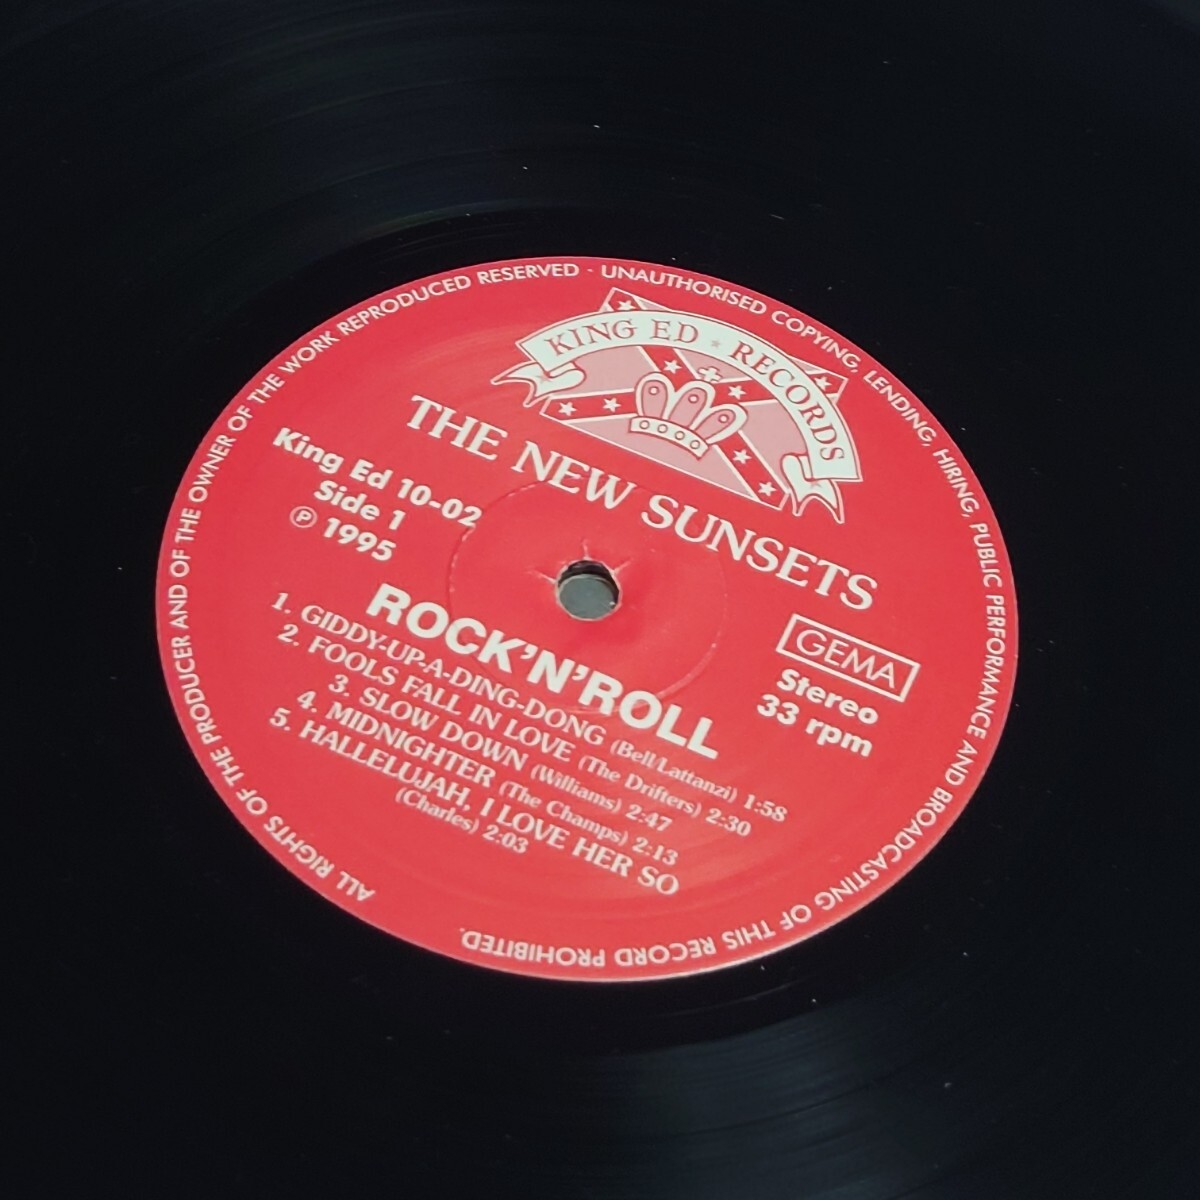 ALL RIGHTS OF THE PRODUCER AND OF THE OWNER OF THE WORK REPRODUCED RESERVED - UNAUTHORISED COPYING, LENDING, HIRING, PUBLIC PERFORMANCE AND BROADCASTING OF THIS RECORD PROHIBITED.
KING ED ★ RECORDS
THE NEW SUNSETS
King Ed 10-02
Side 1
℗ 1995
GEMA
Stereo
33 rpm
ROCK'N'ROLL
1. GIDDY-UP-A-DING-DONG (Bell/Lattanzi) 1:58
2. FOOLS FALL IN LOVE (The Drifters) 2:30
3. SLOW DOWN (Williams) 2:47
4. MIDNIGHTER (The Champs) 2:13
5. HALLELUJAH, I LOVE HER SO
(Charles) 2:03